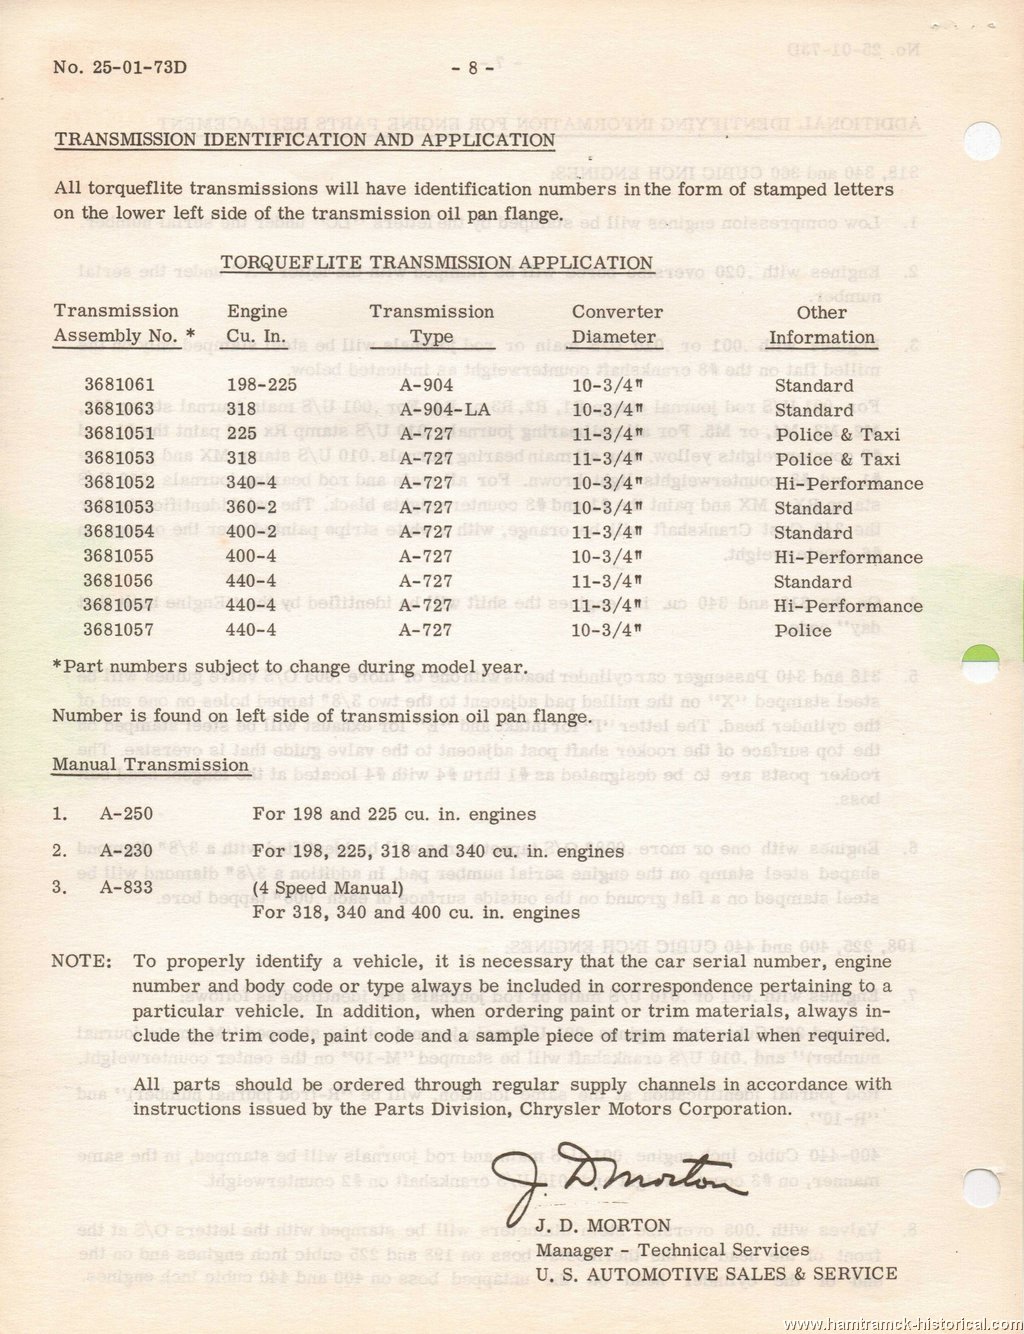 No. 25-01-73D
- 8 -
TRANSMISSION IDENTIFICATION AND APPLICATION
All torqueflite transmissions will have identification numbers in the form of stamped letters
on the lower left side of the transmission oil pan flange.
TORQUEFLITE TRANSMISSION APPLICATION
Transmission Engine Transmission Converter Other
Assembly No. * Cu. In. Type Diameter Information
3681061 198-225 A-904 10-3/4" Standard
3681063 318 A-904-LA 10-3/4" Standard
3681051 225 A-727 11-3/4" Police & Taxi
3681053 318 A-727 11-3/4" Police & Taxi
3681052 340-4 A-727 10-3/4" Hi-Performance
3681053 360-2 A-727 10-3/4" Standard
3681054 400-2 A-727 11-3/4" Standard
3681055 400-4 A-727 10-3/4" Hi-Performance
3681056 440-4 A-727 11-3/4" Standard
3681057 440-4 A-727 11-3/4" Hi-Performance
3681057 440-4 A-727 10-3/4" Police
*Part numbers subject to change during model year.
Number is found on left side of transmission oil pan flange.
Manual Transmission
1. A-250 For 198 and 225 cu. in. engines
2. A-230 For 198, 225, 318 and 340 cu. in. engines
3. A-833 (4 Speed Manual)
For 318, 340 and 400 cu. in. engines
NOTE: To properly identify a vehicle, it is necessary that the car serial number, engine
number and body code or type always be included in correspondence pertaining to a
particular vehicle. In addition, when ordering paint or trim materials, always in-
clude the trim code, paint code and a sample piece of trim material when required.
All parts should be ordered through regular supply channels in accordance with
instructions issued by the Parts Division, Chrysler Motors Corporation.
J. D. Morton
J. D. MORTON
Manager - Technical Services
U. S. AUTOMOTIVE SALES & SERVICE
www.hamtramck-historical.com